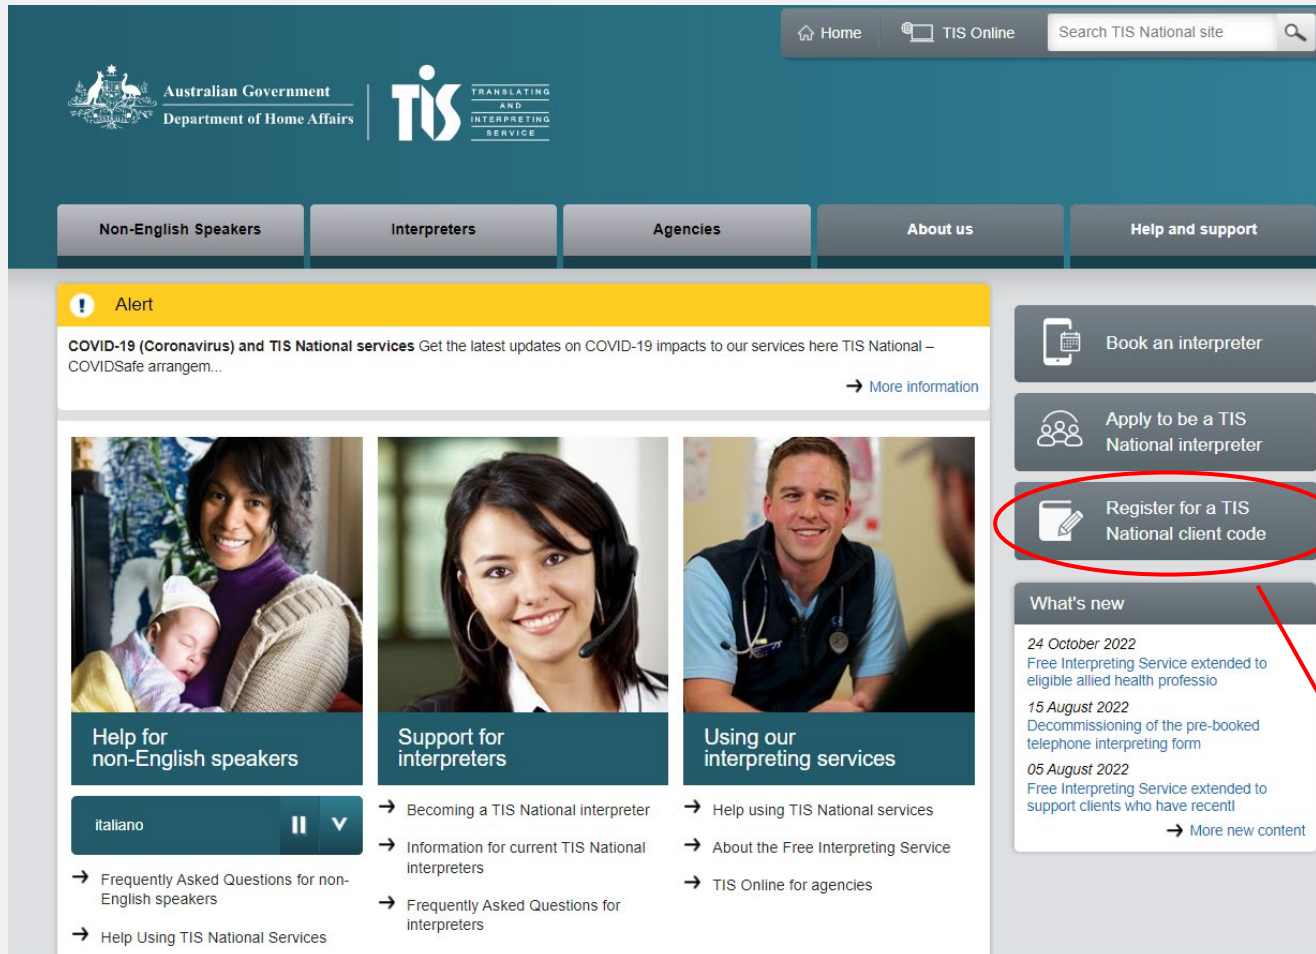 Home
TIS Online
Search TIS National site
Australian Government
Department of Home Affairs
TIS
TRANSLATING
AND
INTERPRETING
SERVICE
Non-English Speakers
Interpreters
Agencies
About us
Help and support
! Alert
COVID-19 (Coronavirus) and TIS National services Get the latest updates on COVID-19 impacts to our services here TIS National –
COVIDSafe arrangem...
More information
Book an interpreter
Apply to be a TIS
National interpreter
Register for a TIS
National client code
What's new
24 October 2022
Free Interpreting Service extended to
eligible allied health professio
15 August 2022
Decommissioning of the pre-booked
telephone interpreting form
05 August 2022
Free Interpreting Service extended to
support clients who have recentl
More new content
Help for
non-English speakers
italiano
Frequently Asked Questions for non-
English speakers
Help Using TIS National Services
Support for
interpreters
Becoming a TIS National interpreter
Information for current TIS National
interpreters
Frequently Asked Questions for
interpreters
Using our
interpreting services
Help using TIS National services
About the Free Interpreting Service
TIS Online for agencies